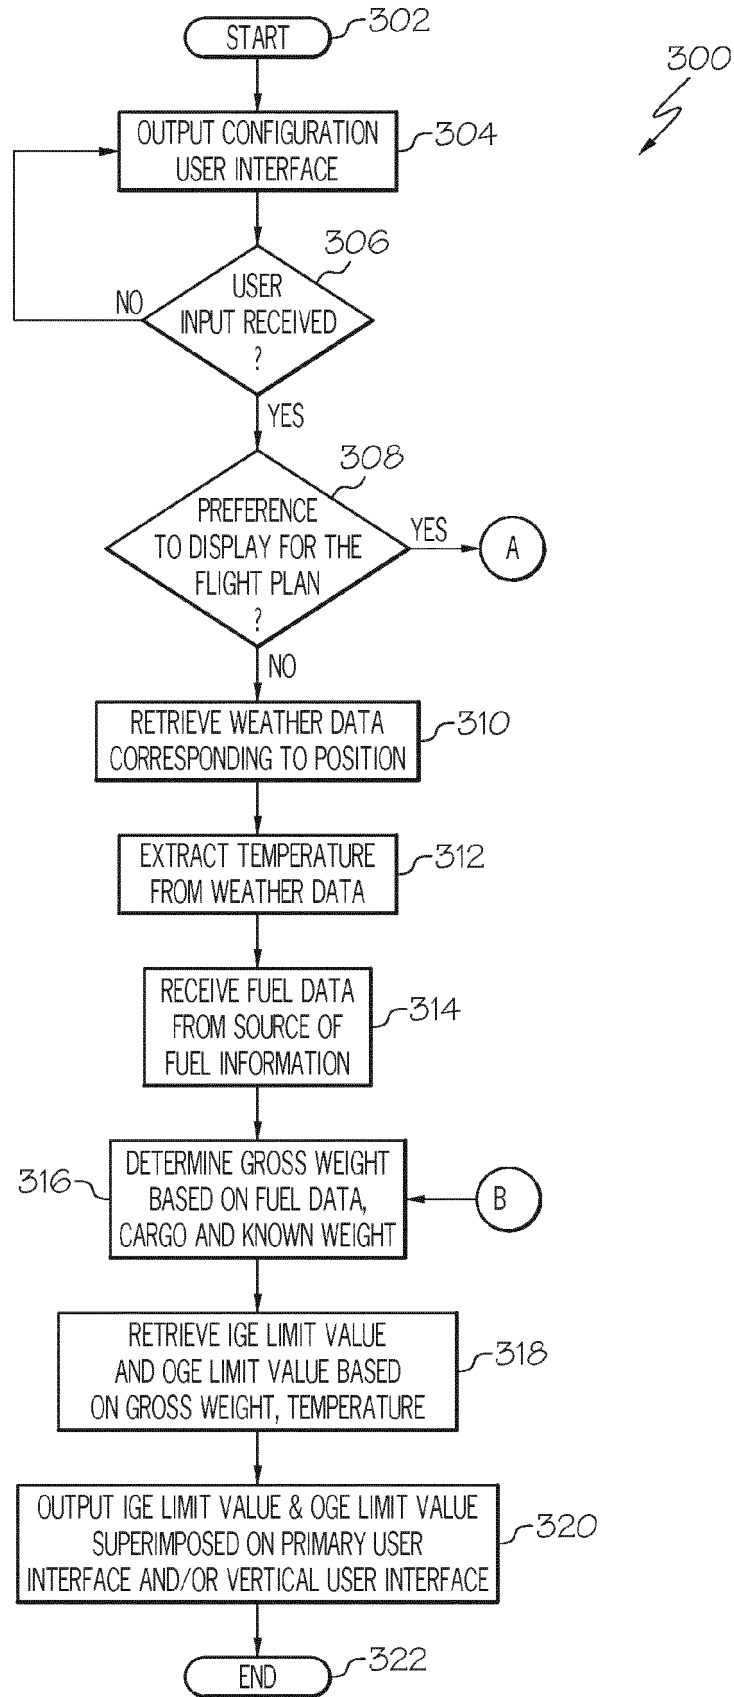 START
302
300
OUTPUT CONFIGURATION
USER INTERFACE
304
306
USER
INPUT RECEIVED
?
NO
YES
308
PREFERENCE
TO DISPLAY FOR THE
FLIGHT PLAN
?
YES
A
NO
RETRIEVE WEATHER DATA
CORRESPONDING TO POSITION
310
EXTRACT TEMPERATURE
FROM WEATHER DATA
312
RECEIVE FUEL DATA
FROM SOURCE OF
FUEL INFORMATION
314
316
DETERMINE GROSS WEIGHT
BASED ON FUEL DATA,
CARGO AND KNOWN WEIGHT
B
RETRIEVE IGE LIMIT VALUE
AND OGE LIMIT VALUE BASED
ON GROSS WEIGHT, TEMPERATURE
318
OUTPUT IGE LIMIT VALUE & OGE LIMIT VALUE
SUPERIMPOSED ON PRIMARY USER
INTERFACE AND/OR VERTICAL USER INTERFACE
320
END
322